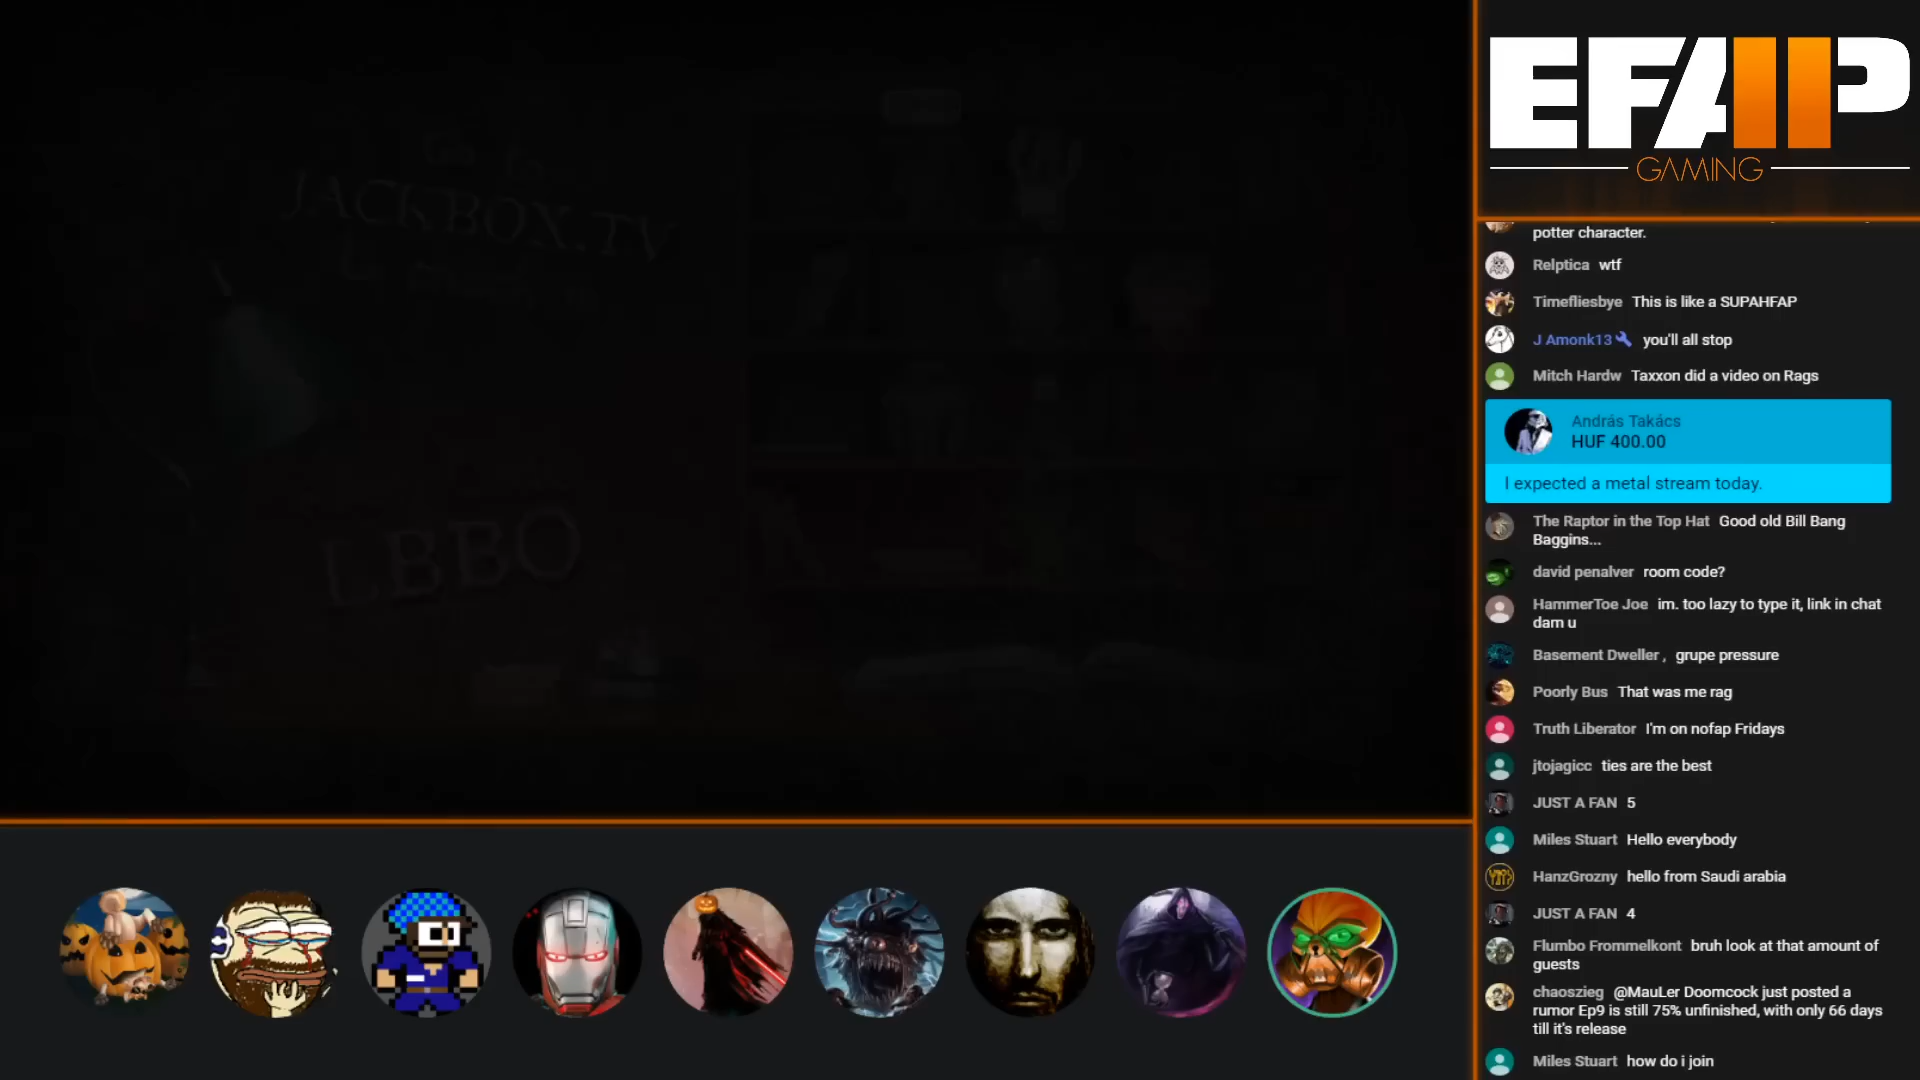 JACKBOX.TV
LBBO
EFAP
GAMING
potter character.
Relptica wtf
Timefliesbye This is like a SUPAHFAP
J Amonk13 you'll all stop
Mitch Hardw Taxxon did a video on Rags
András Takács
HUF 400.00
I expected a metal stream today.
The Raptor in the Top Hat Good old Bill Bang
Baggins...
david penalver room code?
HammerToe Joe im. too lazy to type it, link in chat
dam u
Basement Dweller , grupe pressure
Poorly Bus That was me rag
Truth Liberator I'm on nofap Fridays
jtojagicc ties are the best
JUST A FAN 5
Miles Stuart Hello everybody
HanzGrozny hello from Saudi arabia
JUST A FAN 4
Flumbo Frommelkont bruh look at that amount of
guests
chaoszieg @MauLer Doomcock just posted a
rumor Ep9 is still 75% unfinished, with only 66 days
till it's release
Miles Stuart how do i join